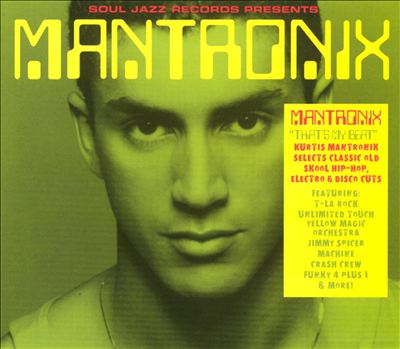 SOUL JAZZ RECORDS PRESENTS
MANTRONIX
MANTRONIX
"THAT'S MY BEAT"
KURTIS MANTRONIK
SELECTS CLASSIC OLD
SKOOL HIP-HOP,
ELECTRO & DISCO CUTS
FEATURING:
T-LA ROCK
UNLIMITED TOUCH
YELLOW MAGIC
ORCHESTRA
JIMMY SPICER
MACHINE
CRASH CREW
FUNKY 4 PLUS 1
& MORE!